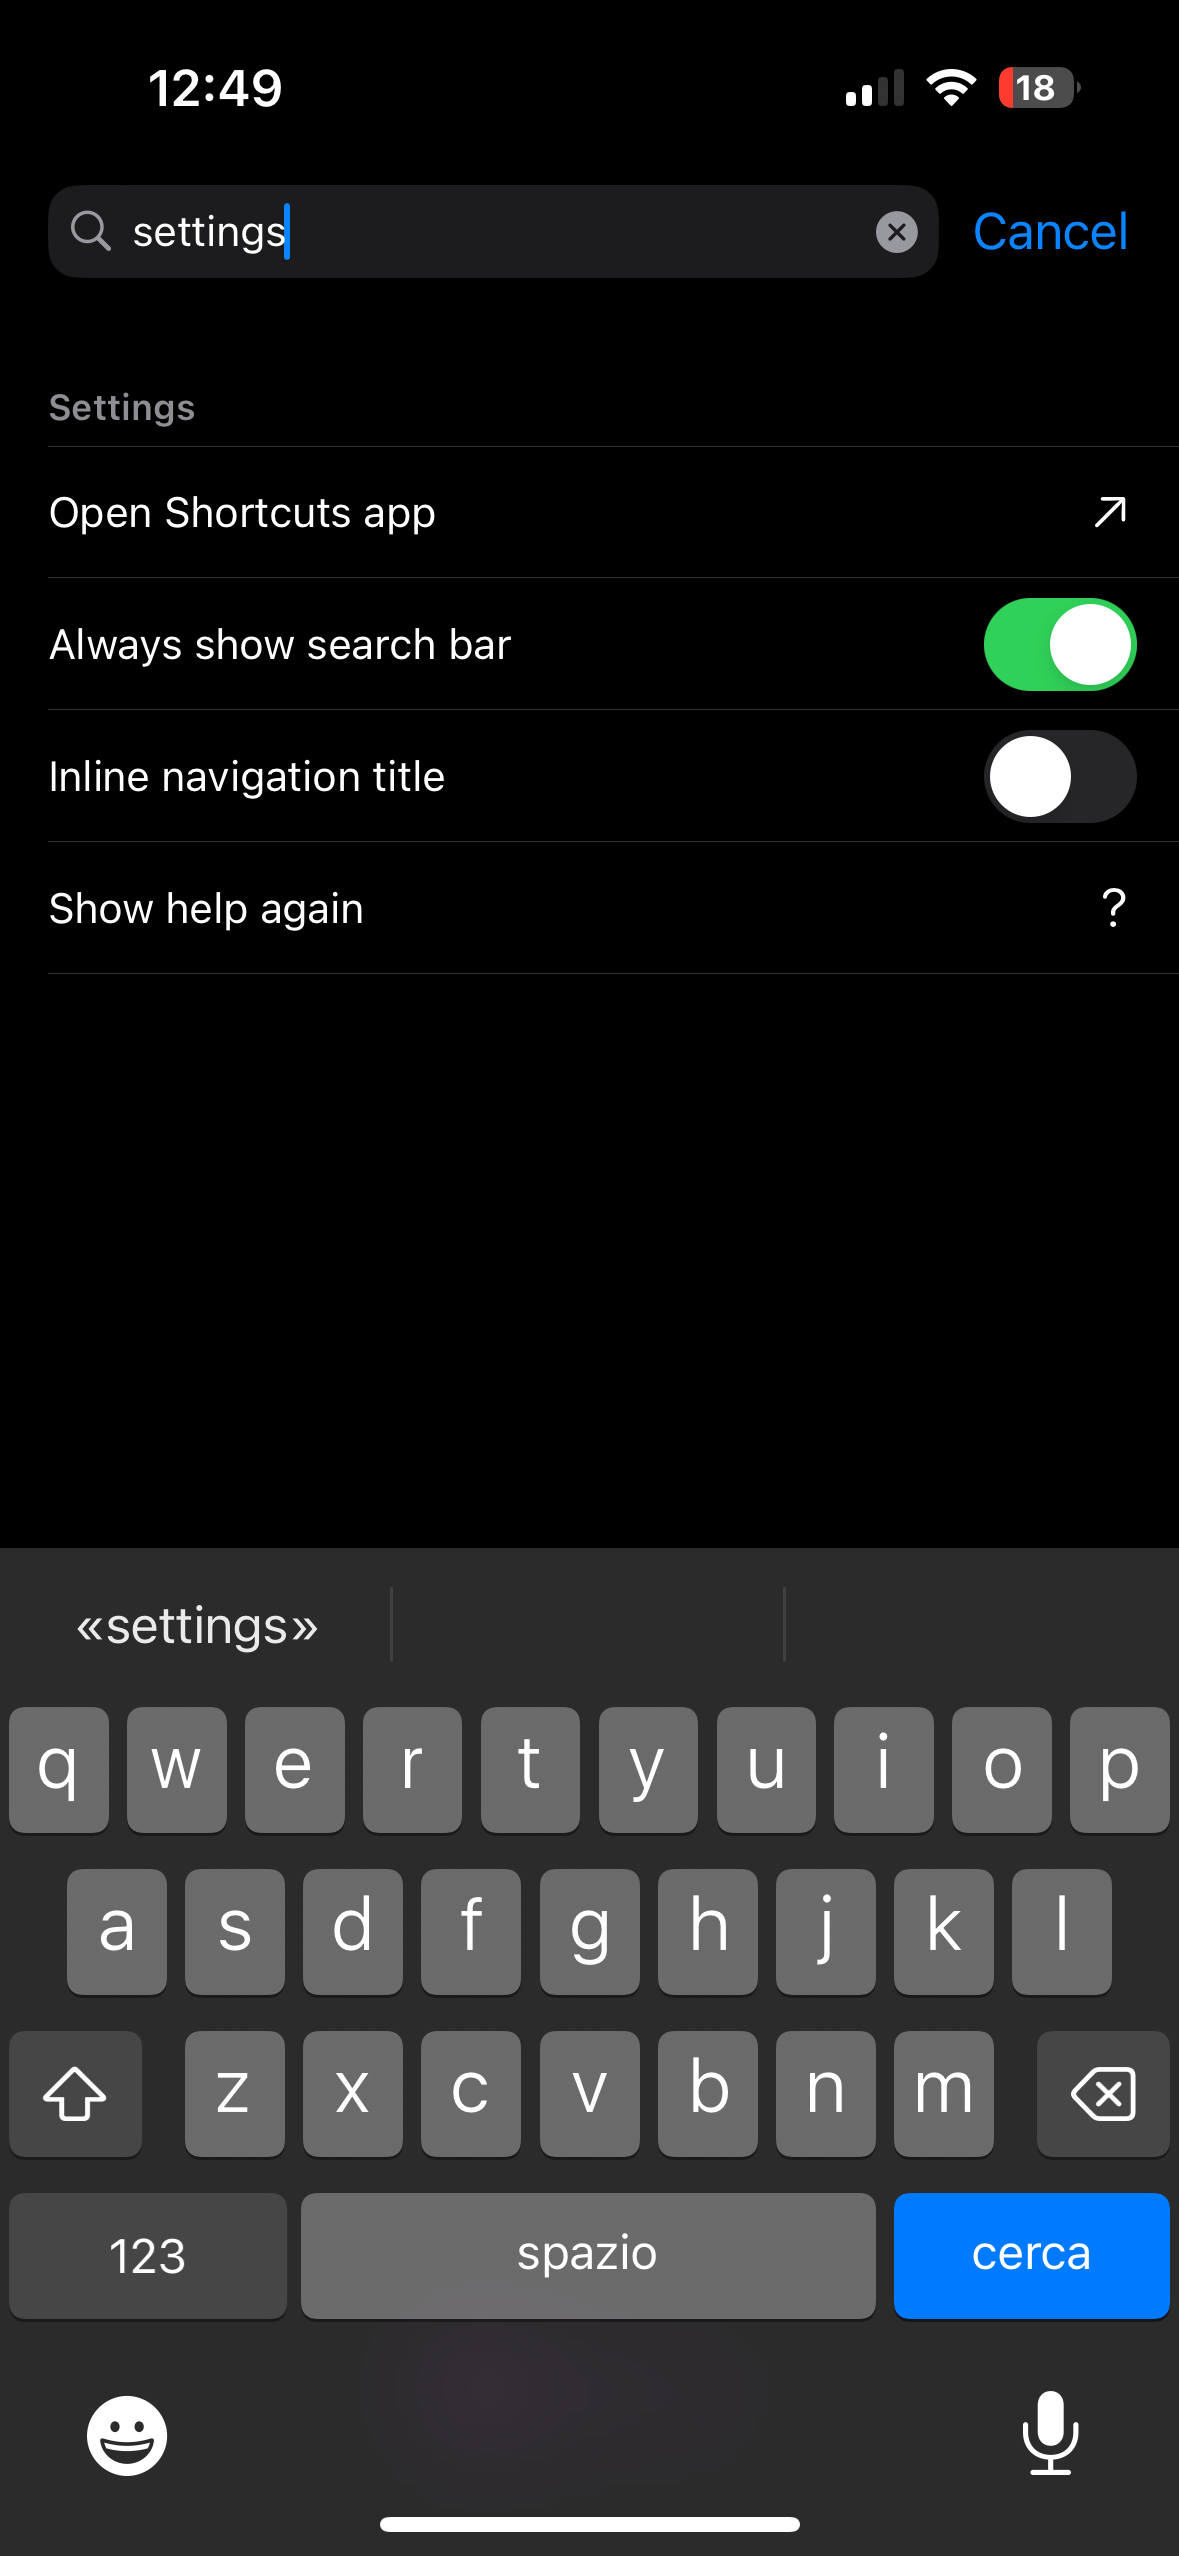 12:49
18
settings
Cancel
Settings
Open Shortcuts app
Always show search bar
Inline navigation title
Show help again
?
«settings»
q w e r t y u i o p
a s d f g h j k l
z x c v b n m
123
spazio
cerca